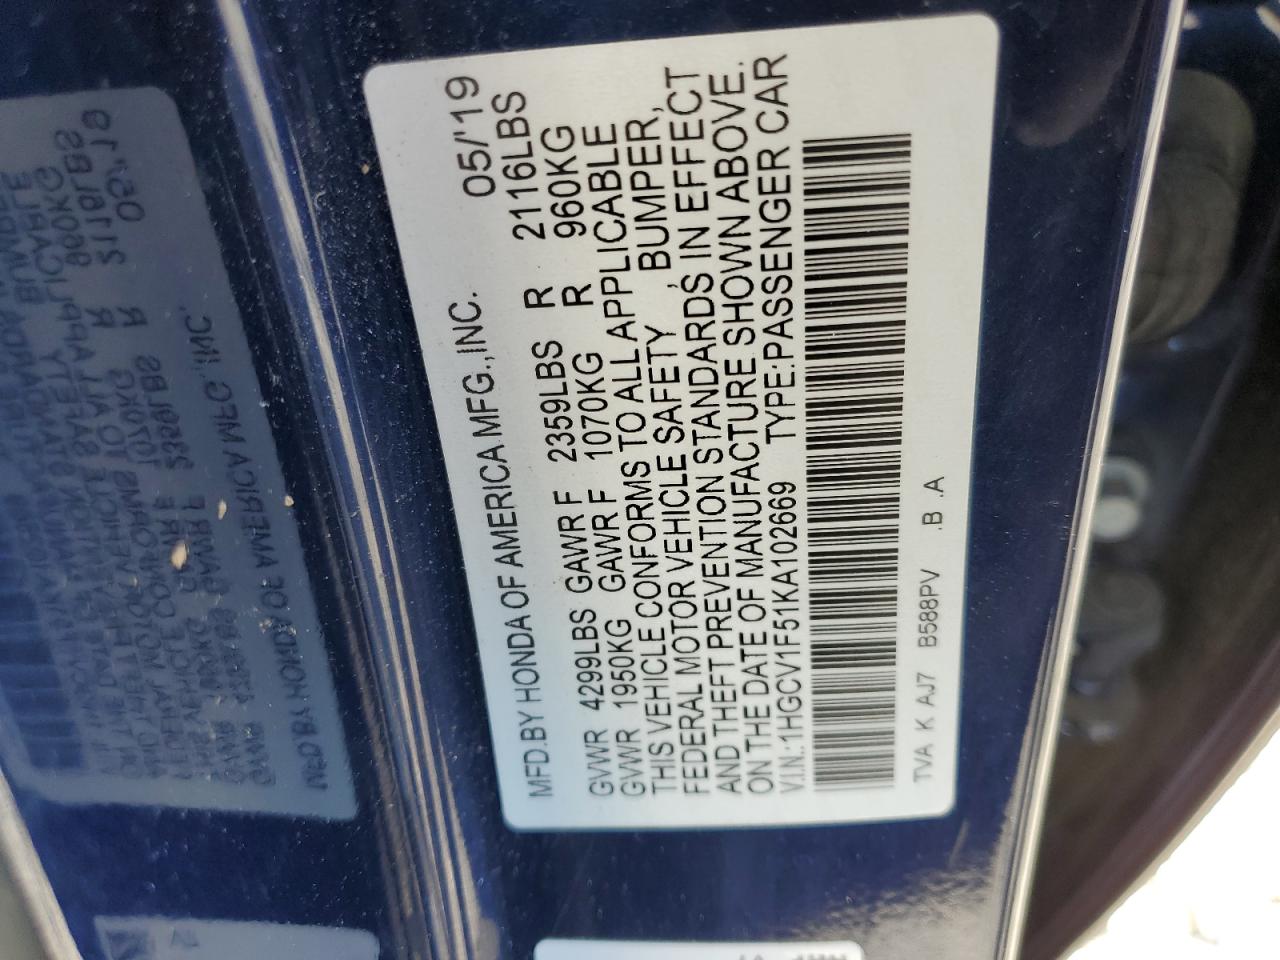 MFD.BY HONDA OF AMERICA MFG.,INC. 05/'19
GVWR 4299LBS GAWR F 2359LBS R 2116LBS
GVWR 1950KG GAWR F 1070KG R 960KG
THIS VEHICLE CONFORMS TO ALL APPLICABLE
FEDERAL MOTOR VEHICLE SAFETY , BUMPER,
AND THEFT PREVENTION STANDARDS IN EFFECT
ON THE DATE OF MANUFACTURE SHOWN ABOVE.
V.I.N.:1HGCV1F51KA102669 TYPE:PASSENGER CAR
TVA K AJ7 B588PV .B .A